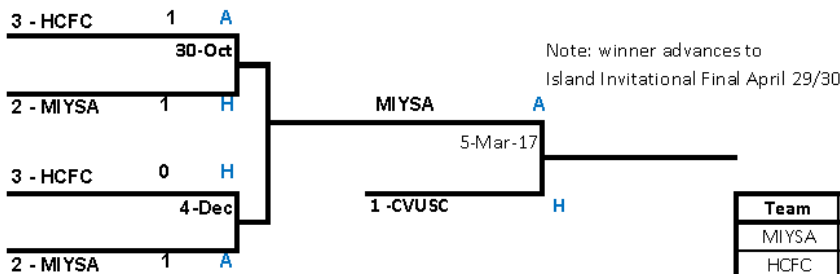 3 - HCFC 1 A
30-Oct
2 - MIYSA 1 H
3 - HCFC 0 H
4-Dec
2 - MIYSA 1 A
MIYSA A
5-Mar-17
1 -CVUSC H
Note: winner advances to
Island Invitational Final April 29/30
Team
MIYSA
HCFC